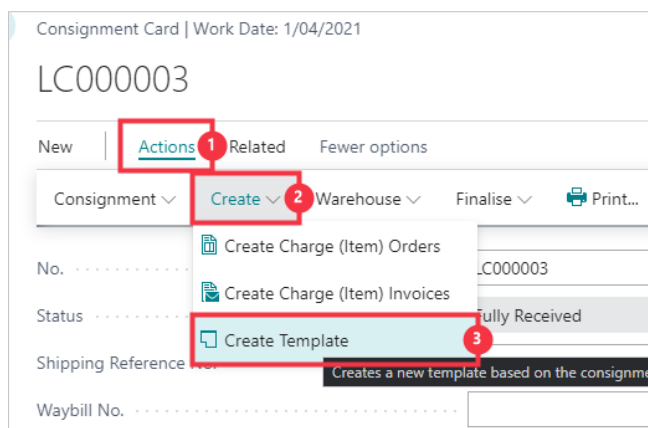 Consignment Card | Work Date: 1/04/2021
LC000003
New Actions 1 Related Fewer options
Consignment Create 2 Warehouse Finalise Print...
Create Charge (Item) Orders
No. LC000003
Create Charge (Item) Invoices
Status Fully Received
Create Template 3
Shipping Reference No.
Creates a new template based on the consignme
Waybill No.